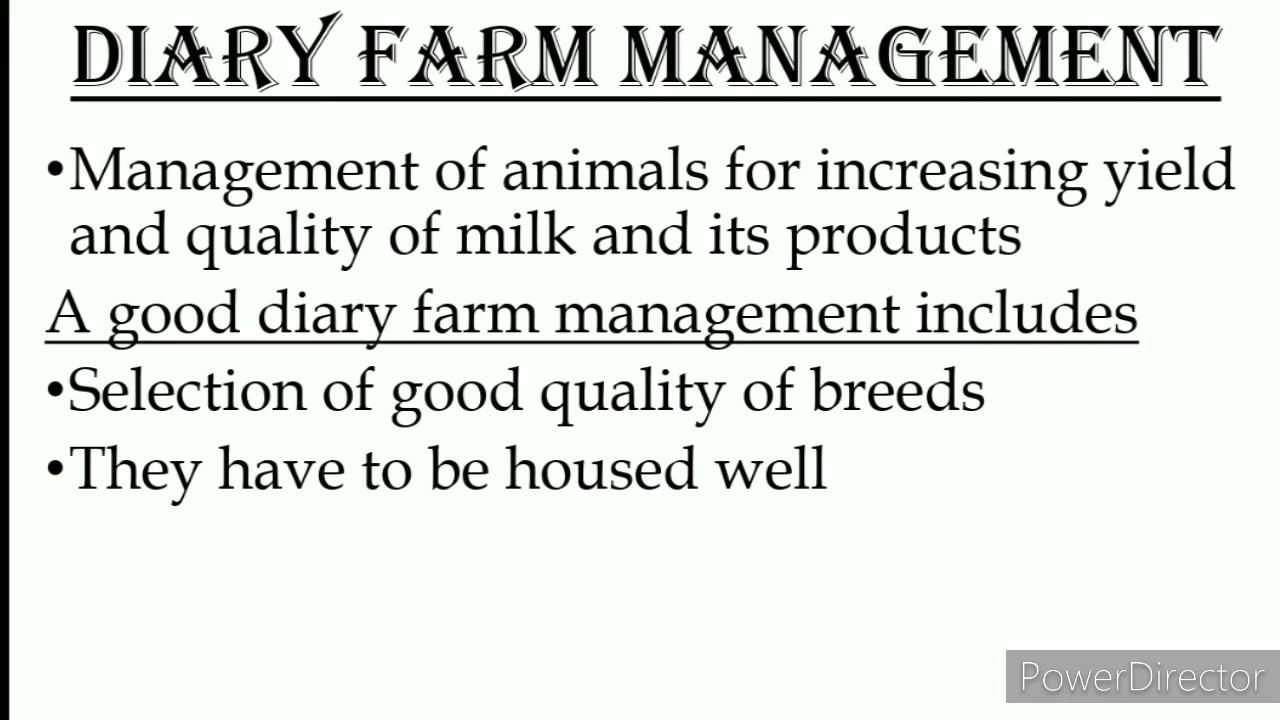 DIARY FARM MANAGEMENT
•Management of animals for increasing yield
and quality of milk and its products
A good diary farm management includes
•Selection of good quality of breeds
•They have to be housed well
PowerDirector